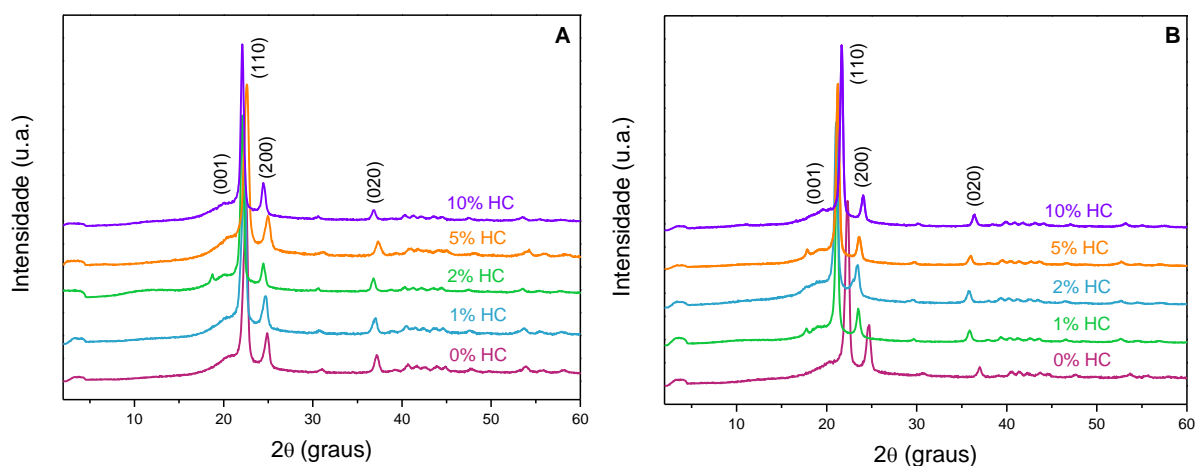 A
Intensidade (u.a.)
(001)
(110)
(200)
(020)
10% HC
5% HC
2% HC
1% HC
0% HC
10
20
30
40
50
60
2θ (graus)
B
Intensidade (u.a.)
(001)
(110)
(200)
(020)
10% HC
5% HC
2% HC
1% HC
0% HC
10
20
30
40
50
60
2θ (graus)